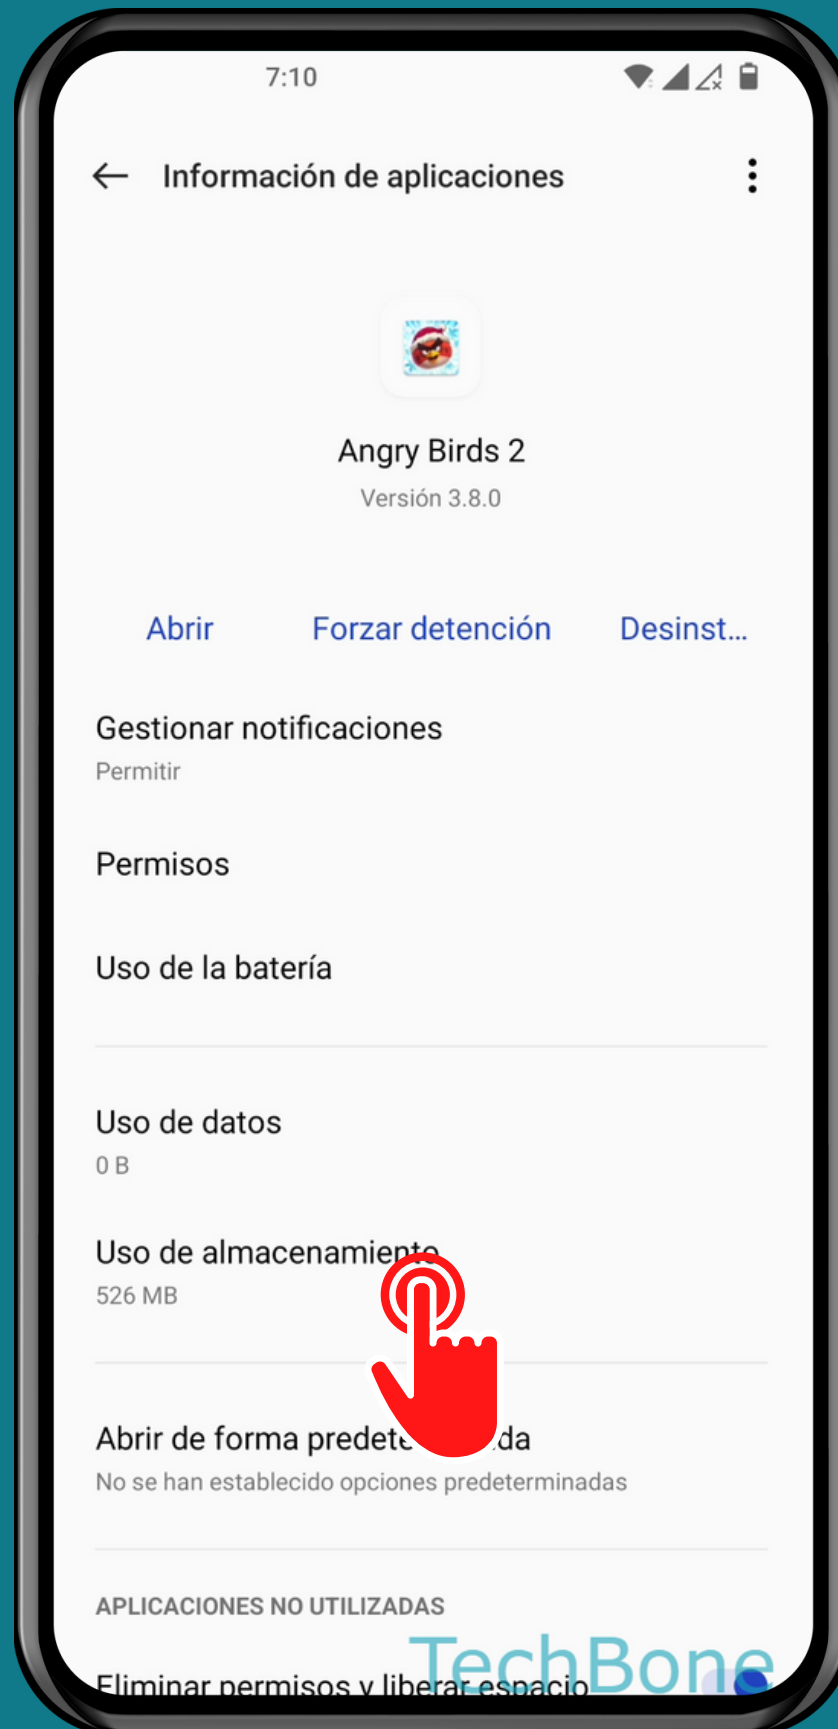 7:10
Información de aplicaciones
Angry Birds 2
Versión 3.8.0
Abrir Forzar detención Desinst...
Gestionar notificaciones
Permitir
Permisos
Uso de la batería
Uso de datos
0 B
Uso de almacenamiento
526 MB
Abrir de forma predete da
No se han establecido opciones predeterminadas
APLICACIONES NO UTILIZADAS
TechBone
Eliminar permisos y liberar espacio